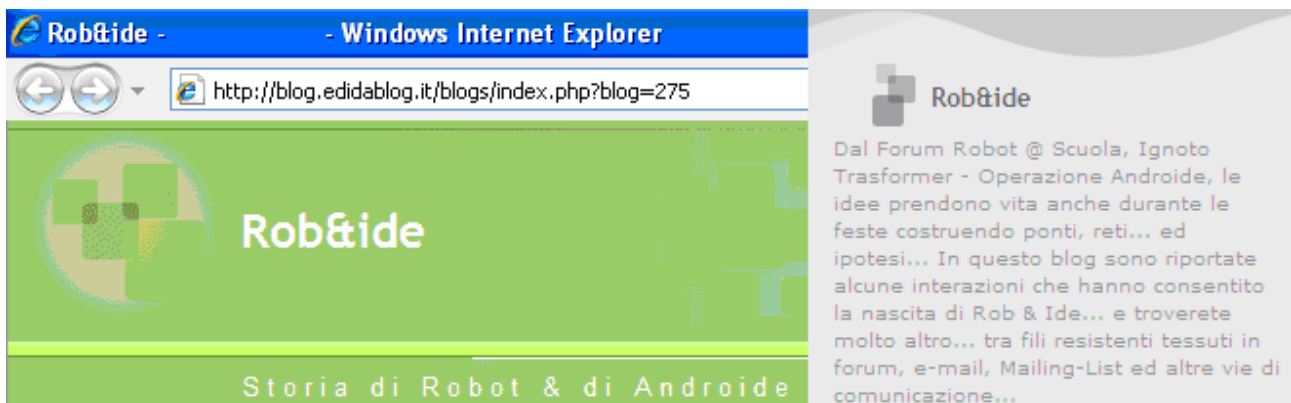 Rob&ide - - Windows Internet Explorer
http://blog.edidablog.it/blogs/index.php?blog=275
Rob&ide
Storia di Robot & di Androide
Rob&ide
Dal Forum Robot @ Scuola, Ignoto
Trasformer - Operazione Androide, le
idee prendono vita anche durante le
feste costruendo ponti, reti... ed
ipotesi... In questo blog sono riportate
alcune interazioni che hanno consentito
la nascita di Rob & Ide... e troverete
molto altro... tra fili resistenti tessuti in
forum, e-mail, Mailing-List ed altre vie di
comunicazione...